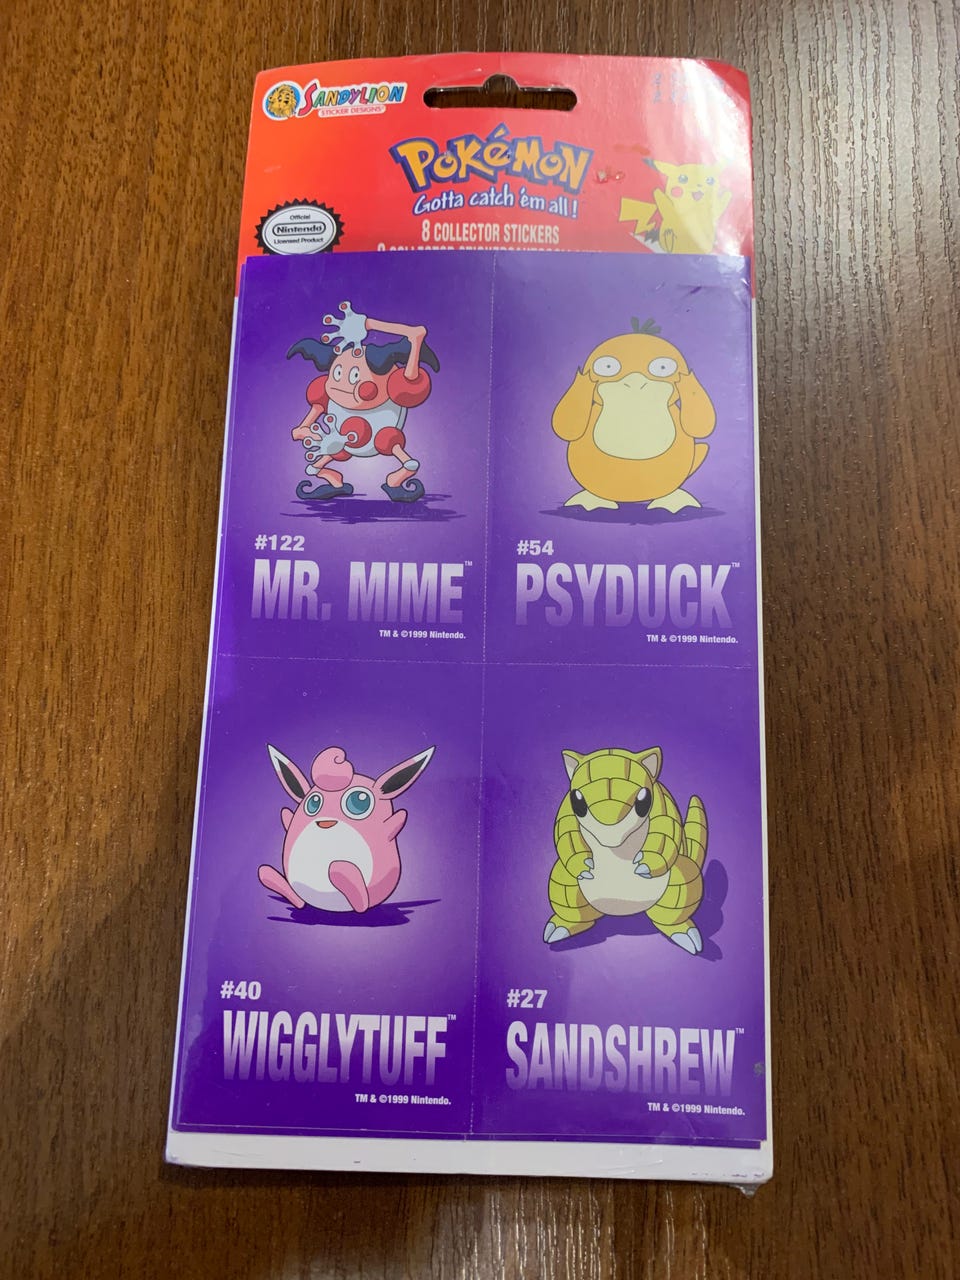 SANDYLION
STICKER DESIGNS
POKéMON
Gotta catch 'em all!
Official
Nintendo
Licensed Product
8 COLLECTOR STICKERS
#122
MR. MIME™
TM & ©1999 Nintendo.
#54
PSYDUCK™
TM & ©1999 Nintendo.
#40
WIGGLYTUFF™
TM & ©1999 Nintendo.
#27
SANDSHREW™
TM & ©1999 Nintendo.